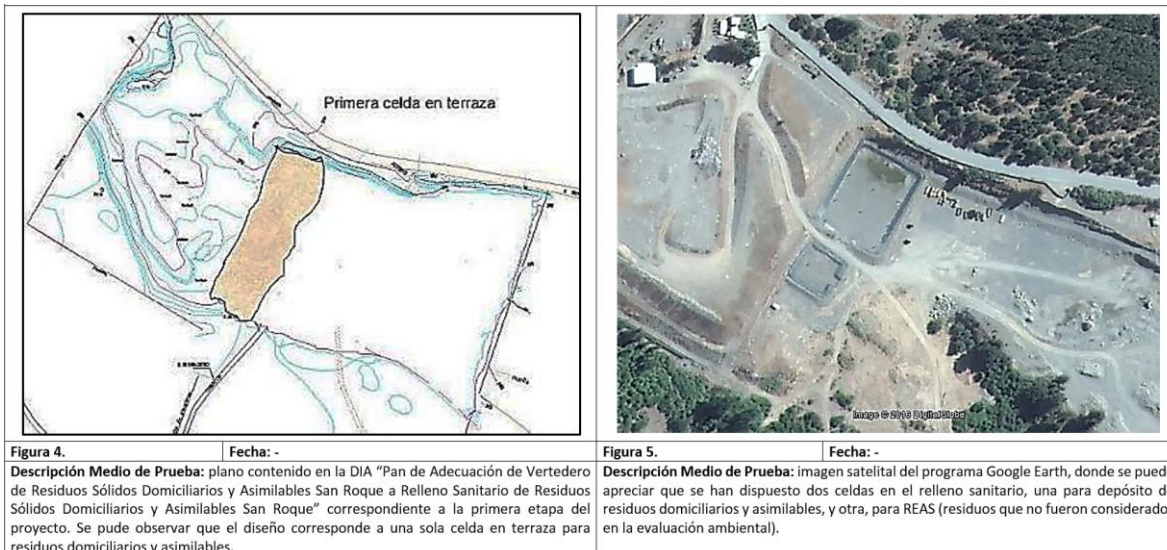 Primera celda en terraza
Image © 2016 DigitalGlobe
Figura 4. Fecha: -
Descripción Medio de Prueba: plano contenido en la DIA “Pan de Adecuación de Vertedero
de Residuos Sólidos Domiciliarios y Asimilables San Roque a Relleno Sanitario de Residuos
Sólidos Domiciliarios y Asimilables San Roque” correspondiente a la primera etapa del
proyecto. Se pude observar que el diseño corresponde a una sola celda en terraza para
residuos domiciliarios y asimilables.
Figura 5. Fecha: -
Descripción Medio de Prueba: imagen satelital del programa Google Earth, donde se pued
apreciar que se han dispuesto dos celdas en el relleno sanitario, una para depósito d
residuos domiciliarios y asimilables, y otra, para REAS (residuos que no fueron considerado
en la evaluación ambiental).